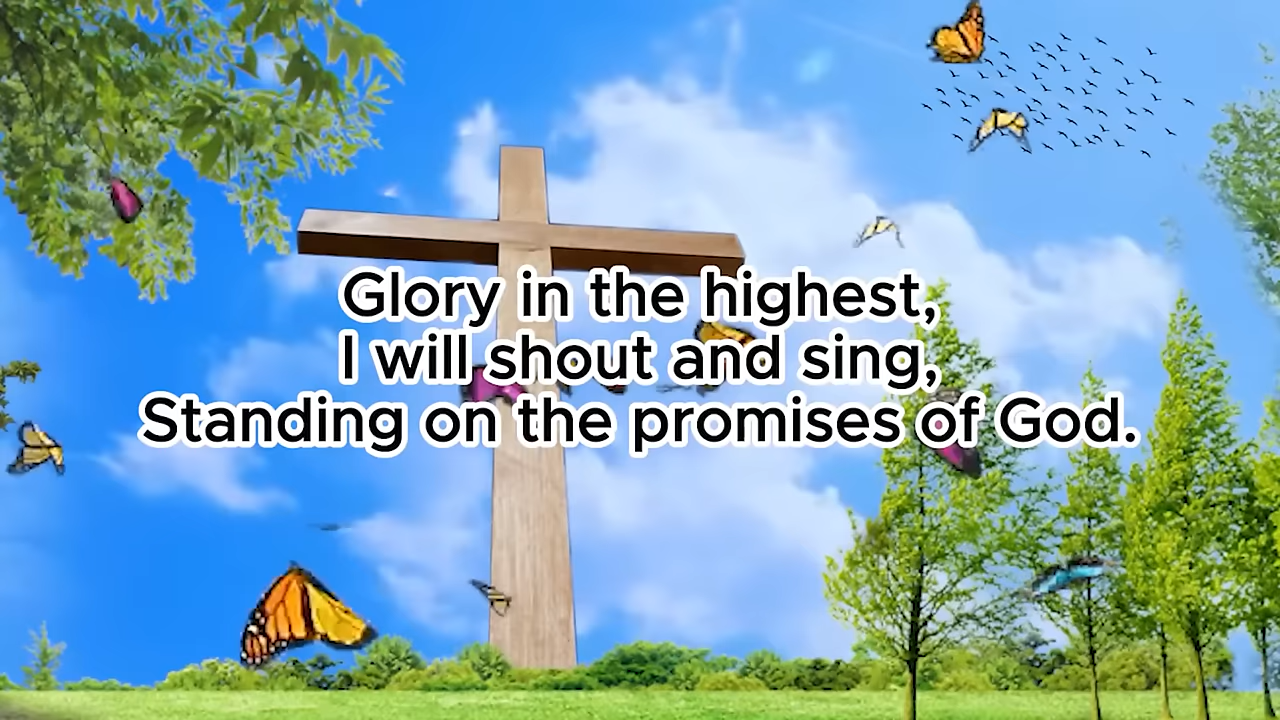 Glory in the highest,
I will shout and sing,
Standing on the promises of God.